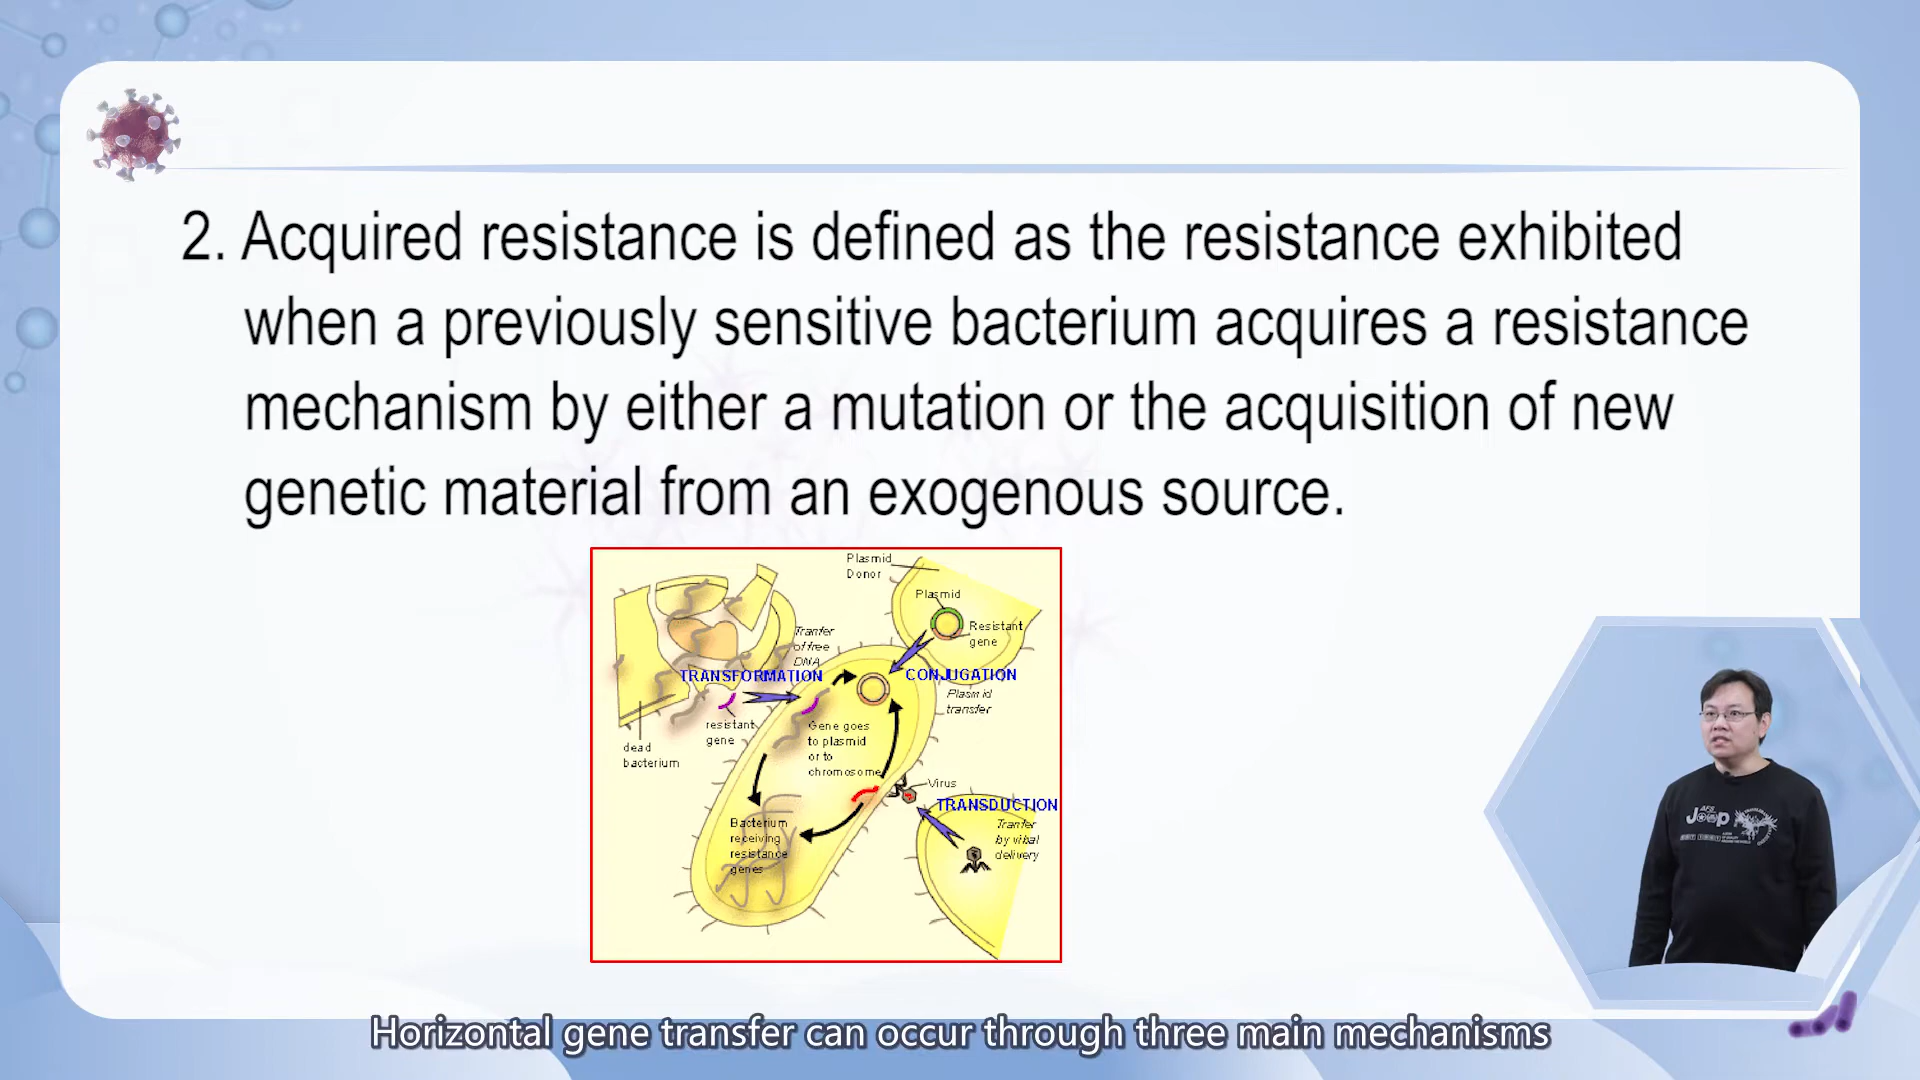 2. Acquired resistance is defined as the resistance exhibited
when a previously sensitive bacterium acquires a resistance
mechanism by either a mutation or the acquisition of new
genetic material from an exogenous source.
Plasmid
Donor
Plasmid
Resistant
gene
Tranfer
of free
DNA
TRANSFORMATION
CONJUGATION
Plasmid
transfer
resistant
gene
Gene goes
to plasmid
or to
chromosome
dead
bacterium
Virus
TRANSDUCTION
Tranfer
by viral
delivery
Bacterium
receiving
resistance
genes
AFS
Jeep
Horizontal gene transfer can occur through three main mechanisms